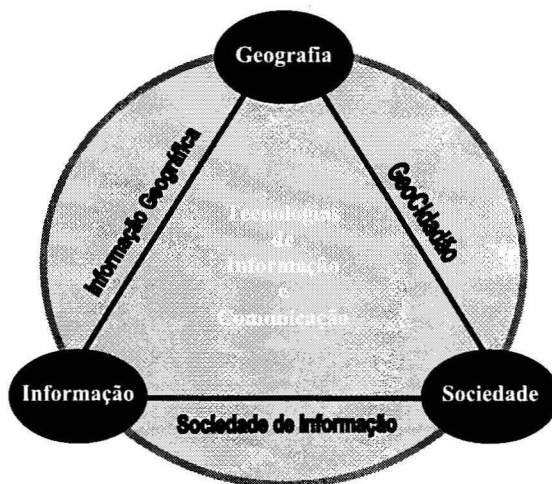 Geografia
Informação Geográfica
GeoCidadão
Tecnologias
de
Informação
e
Comunicação
Informação
Sociedade
Sociedade de Informação